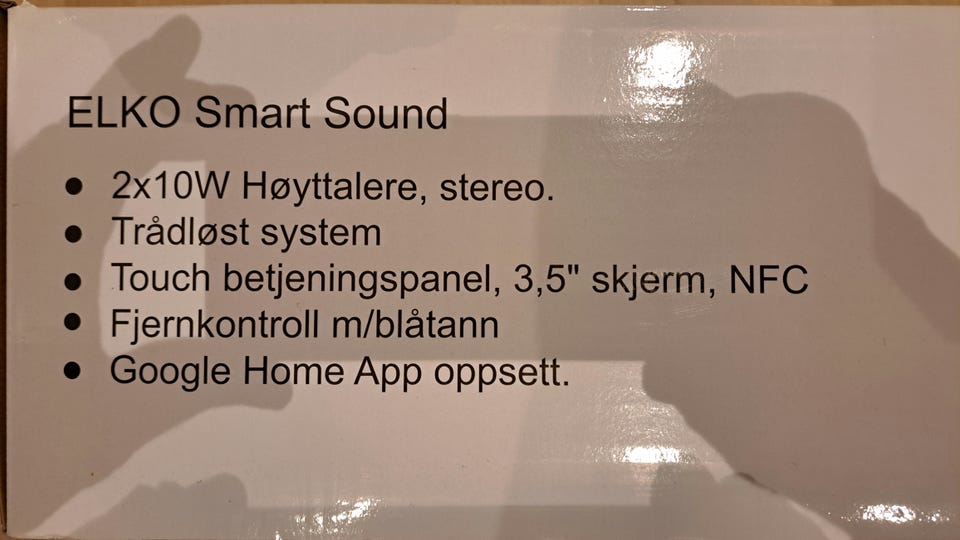 ELKO Smart Sound
● 2x10W Høyttalere, stereo.
● Trådløst system
● Touch betjeningspanel, 3,5" skjerm, NFC
● Fjernkontroll m/blåtann
● Google Home App oppsett.